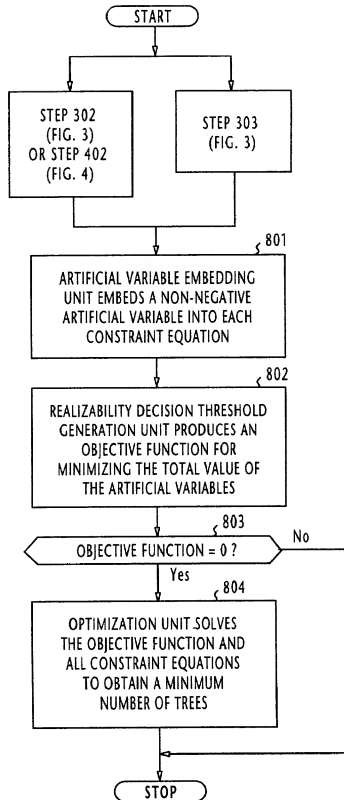 START
STEP 302
(FIG. 3)
OR STEP 402
(FIG. 4)
STEP 303
(FIG. 3)
801
ARTIFICIAL VARIABLE EMBEDDING
UNIT EMBEDS A NON-NEGATIVE
ARTIFICIAL VARIABLE INTO EACH
CONSTRAINT EQUATION
802
REALIZABILITY DECISION THRESHOLD
GENERATION UNIT PRODUCES AN
OBJECTIVE FUNCTION FOR
MINIMIZING THE TOTAL VALUE OF
THE ARTIFICIAL VARIABLES
803
OBJECTIVE FUNCTION = 0 ?
No
Yes
804
OPTIMIZATION UNIT SOLVES
THE OBJECTIVE FUNCTION AND
ALL CONSTRAINT EQUATIONS
TO OBTAIN A MINIMUM
NUMBER OF TREES
STOP